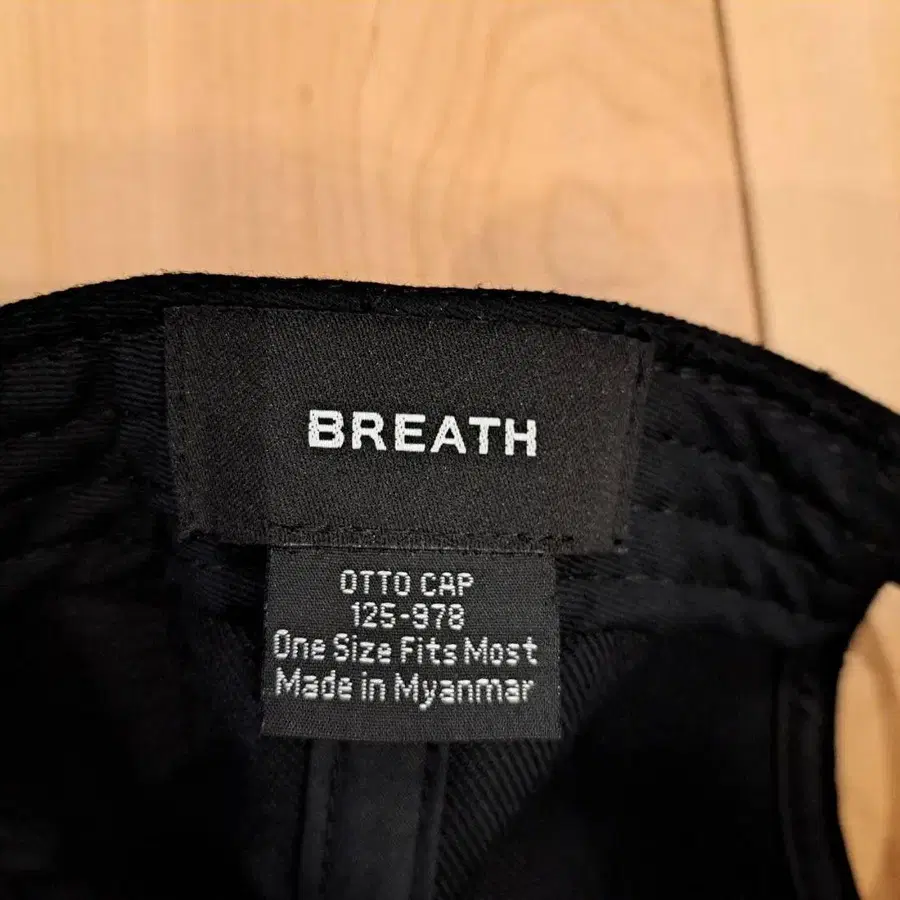 BREATH
OTTO CAP
125-978
One Size Fits Most
Made in Myanmar